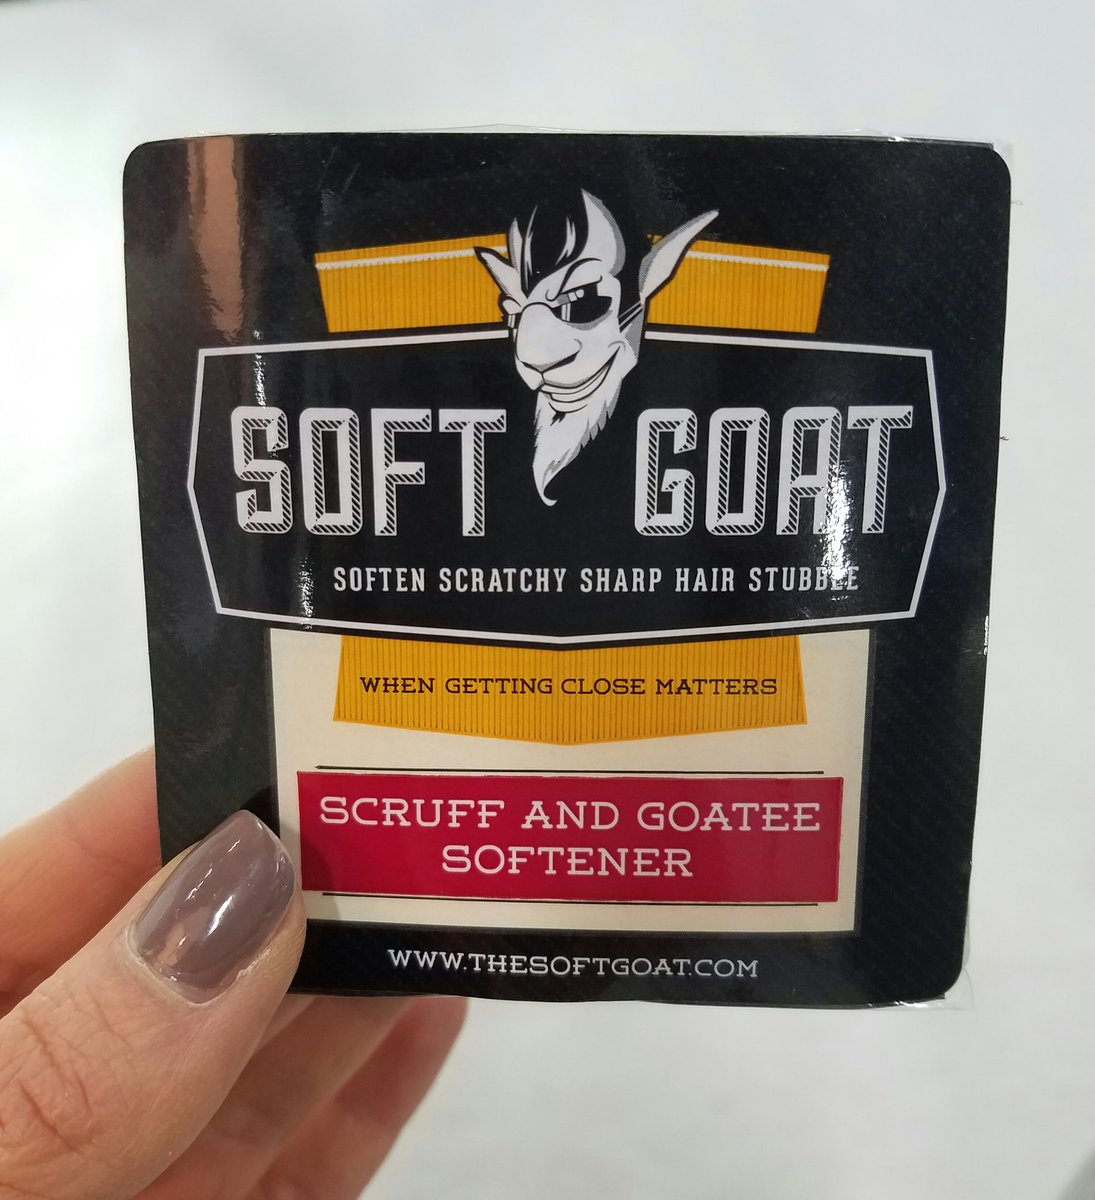 SOFT GOAT
SOFTEN SCRATCHY SHARP HAIR STUBBLE
WHEN GETTING CLOSE MATTERS
SCRUFF AND GOATEE
SOFTENER
WWW.THESOFTGOAT.COM